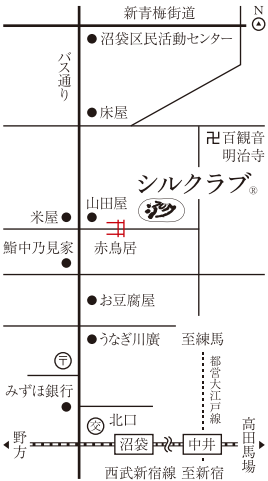 新青梅街道
N
沼袋区民活動センター
バス通り
床屋
卍百観音
明治寺
シルクラブ®
山田屋
米屋
鮨中乃見家
赤鳥居
お豆腐屋
うなぎ川廣
至練馬
〒
都営大江戸線
みずほ銀行
交
北口
高田馬場
野方
沼袋
中井
西武新宿線
至新宿